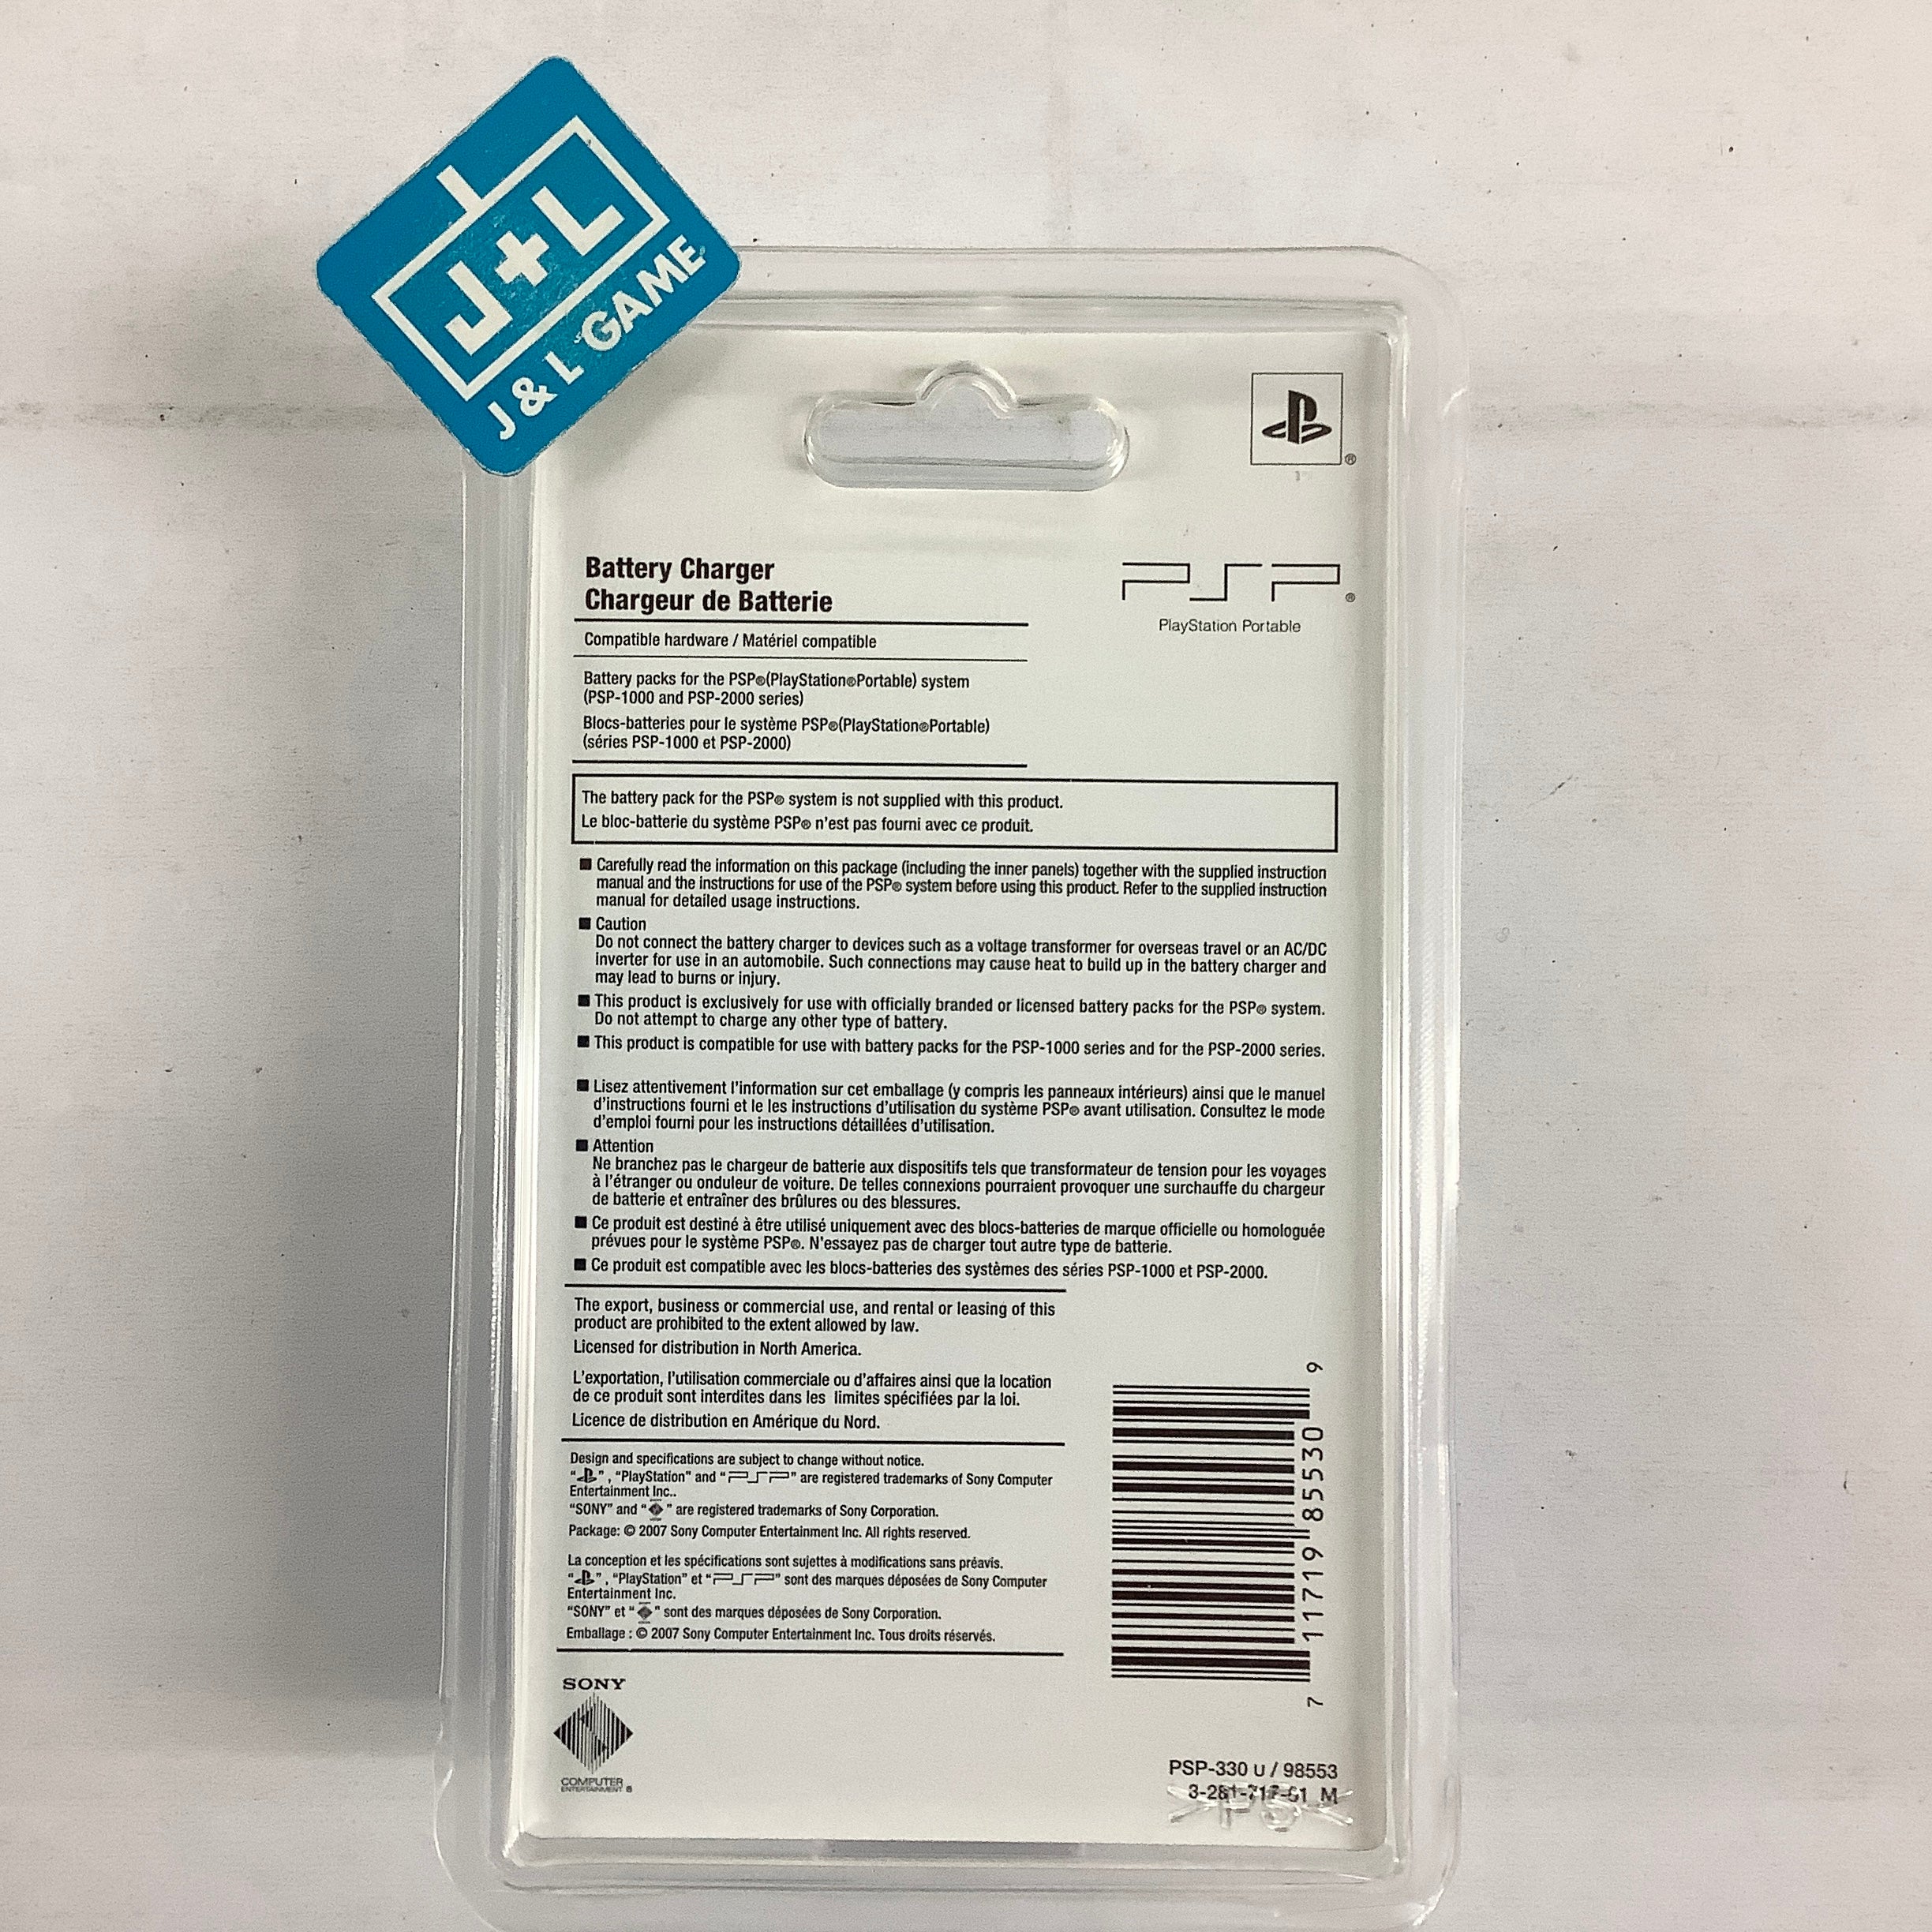 J+L
J & L GAME
®
Battery Charger
Chargeur de Batterie
PSP®
PlayStation Portable
Compatible hardware / Matériel compatible
Battery packs for the PSP®(PlayStation®Portable) system
(PSP-1000 and PSP-2000 series)
Blocs-batteries pour le système PSP®(PlayStation®Portable)
(séries PSP-1000 et PSP-2000)
The battery pack for the PSP® system is not supplied with this product.
Le bloc-batterie du système PSP® n'est pas fourni avec ce produit.
■ Carefully read the information on this package (including the inner panels) together with the supplied instruction
manual and the instructions for use of the PSP® system before using this product. Refer to the supplied instruction
manual for detailed usage instructions.
■ Caution
Do not connect the battery charger to devices such as a voltage transformer for overseas travel or an AC/DC
inverter for use in an automobile. Such connections may cause heat to build up in the battery charger and
may lead to burns or injury.
■ This product is exclusively for use with officially branded or licensed battery packs for the PSP® system.
Do not attempt to charge any other type of battery.
■ This product is compatible for use with battery packs for the PSP-1000 series and for the PSP-2000 series.
■ Lisez attentivement l'information sur cet emballage (y compris les panneaux intérieurs) ainsi que le manuel
d'instructions fourni et le les instructions d'utilisation du système PSP® avant utilisation. Consultez le mode
d'emploi fourni pour les instructions détaillées d'utilisation.
■ Attention
Ne branchez pas le chargeur de batterie aux dispositifs tels que transformateur de tension pour les voyages
à l'étranger ou onduleur de voiture. De telles connexions pourraient provoquer une surchauffe du chargeur
de batterie et entraîner des brûlures ou des blessures.
■ Ce produit est destiné à être utilisé uniquement avec des blocs-batteries de marque officielle ou homologuée
prévues pour le système PSP®. N'essayez pas de charger tout autre type de batterie.
■ Ce produit est compatible avec les blocs-batteries des systèmes des séries PSP-1000 et PSP-2000.
The export, business or commercial use, and rental or leasing of this
product are prohibited to the extent allowed by law.
Licensed for distribution in North America.
L'exportation, l'utilisation commerciale ou d'affaires ainsi que la location
de ce produit sont interdites dans les limites spécifiées par la loi.
Licence de distribution en Amérique du Nord.
Design and specifications are subject to change without notice.
" ", "PlayStation" and "PSP" are registered trademarks of Sony Computer
Entertainment Inc..
"SONY" and " " are registered trademarks of Sony Corporation.
Package: © 2007 Sony Computer Entertainment Inc. All rights reserved.
La conception et les spécifications sont sujettes à modifications sans préavis.
" ", "PlayStation" et "PSP" sont des marques déposées de Sony Computer
Entertainment Inc.
"SONY" et " " sont des marques déposées de Sony Corporation.
Emballage : © 2007 Sony Computer Entertainment Inc. Tous droits réservés.
7 11719 85530 9
SONY
COMPUTER
ENTERTAINMENT ®
PSP-330 U / 98553
M